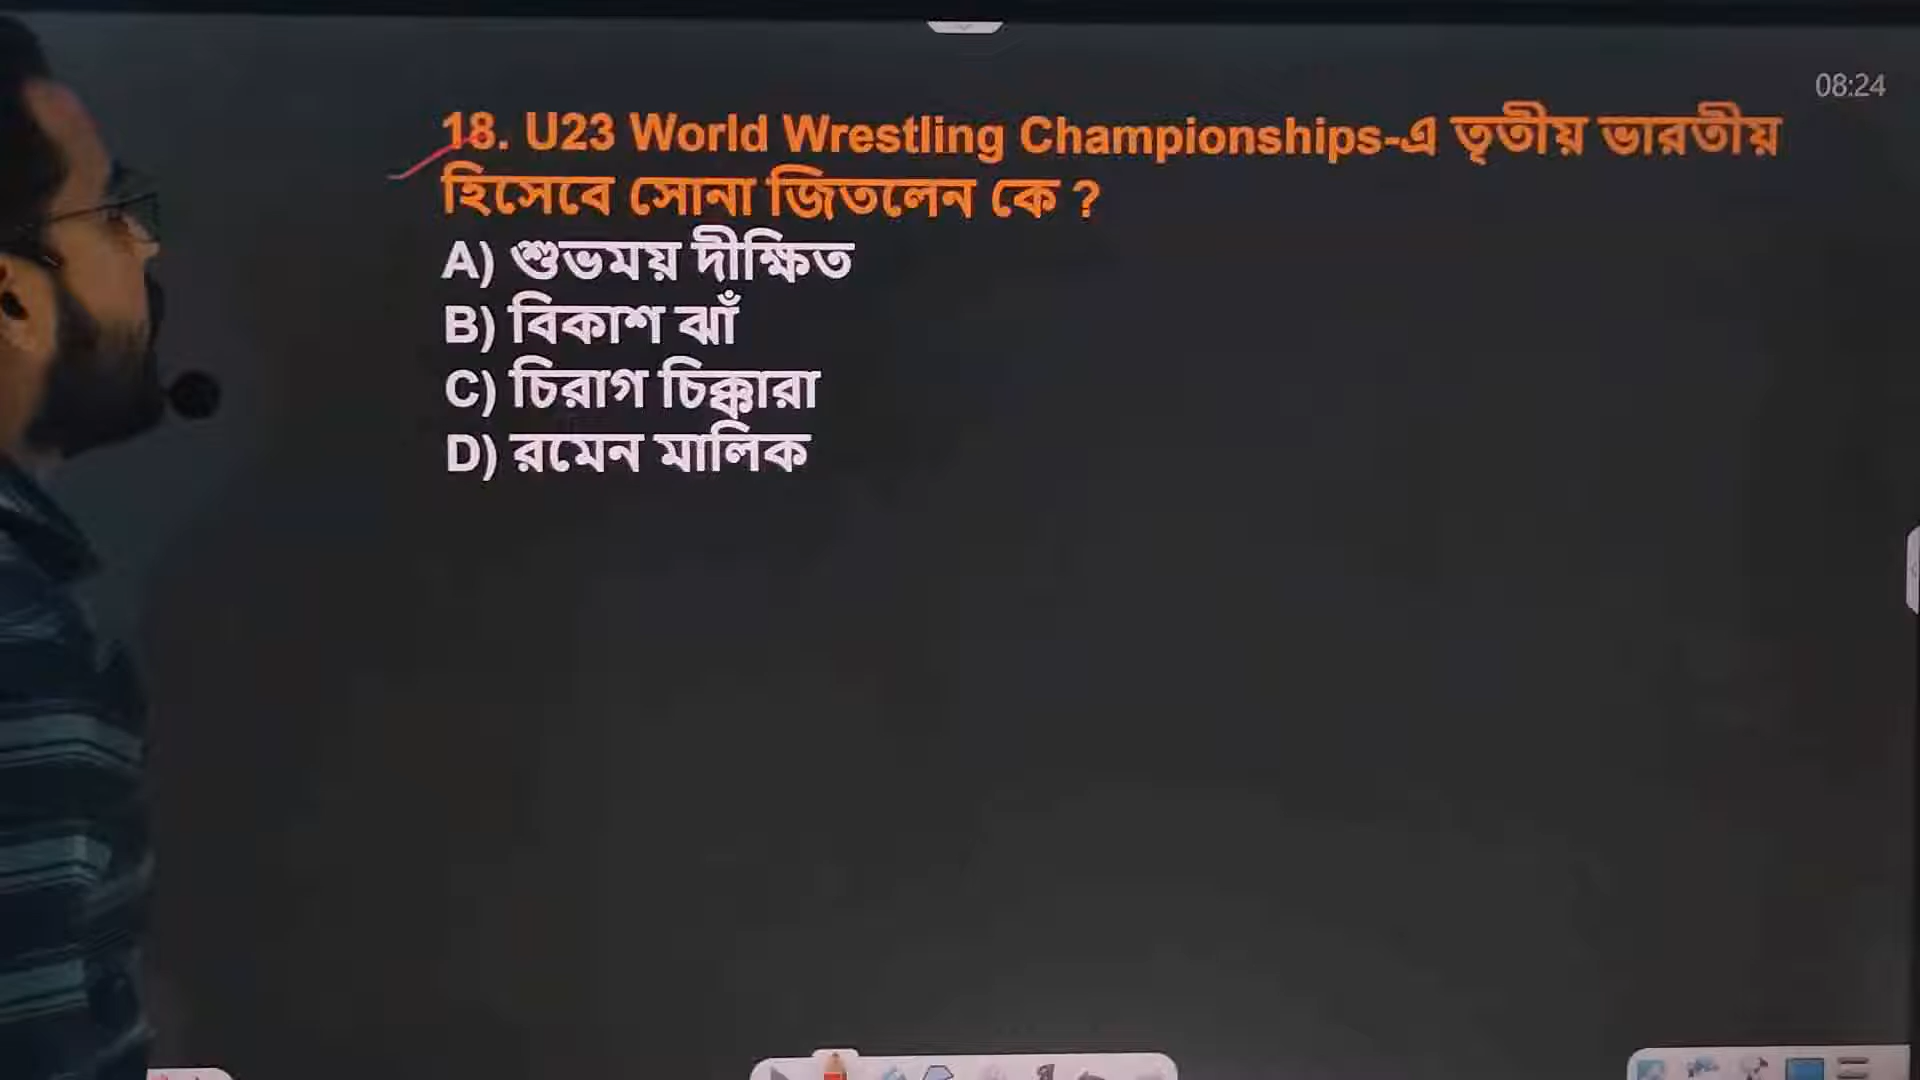 08:24
18. U23 World Wrestling Championships-এ তৃতীয় ভারতীয়
হিসেবে সোনা জিতলেন কে ?
A) শুভময় দীক্ষিত
B) বিকাশ ঝাঁ
C) চিরাগ চিক্কারা
D) রমেন মালিক